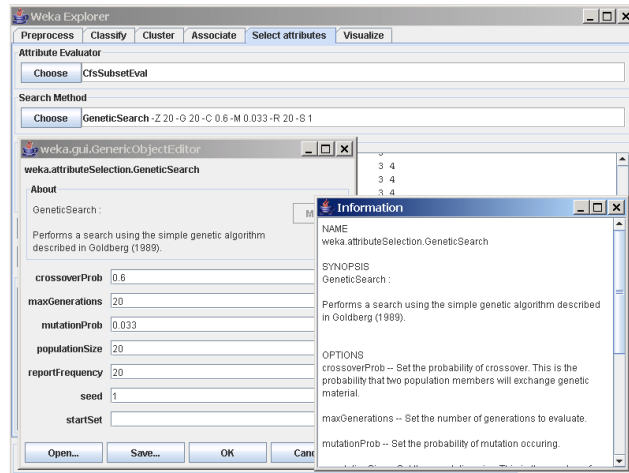 Weka Explorer
Preprocess Classify Cluster Associate Select attributes Visualize
Attribute Evaluator
Choose CfsSubsetEval
Search Method
Choose GeneticSearch -Z 20 -G 20 -C 0.6 -M 0.033 -R 20 -S 1
weka.gui.GenericObjectEditor
3 4
3 4
3 4
weka.attributeSelection.GeneticSearch
About
GeneticSearch :
Performs a search using the simple genetic algorithm
described in Goldberg (1989).
crossoverProb 0.6
maxGenerations 20
mutationProb 0.033
populationSize 20
reportFrequency 20
seed 1
startSet
Open... Save... OK
Information
NAME
weka.attributeSelection.GeneticSearch
SYNOPSIS
GeneticSearch :
Performs a search using the simple genetic algorithm described
in Goldberg (1989).
OPTIONS
crossoverProb -- Set the probability of crossover. This is the
probability that two population members will exchange genetic
material.
maxGenerations -- Set the number of generations to evaluate.
mutationProb -- Set the probability of mutation occuring.